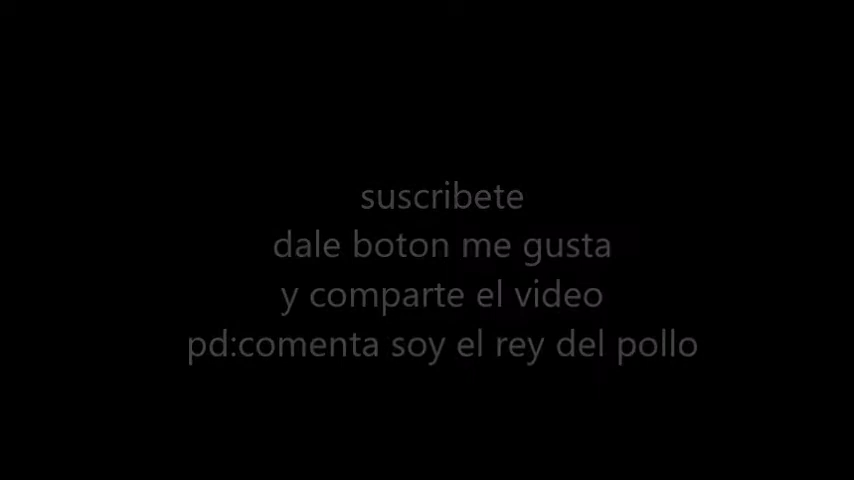 suscribete
dale boton me gusta
y comparte el video
pd:comenta soy el rey del pollo